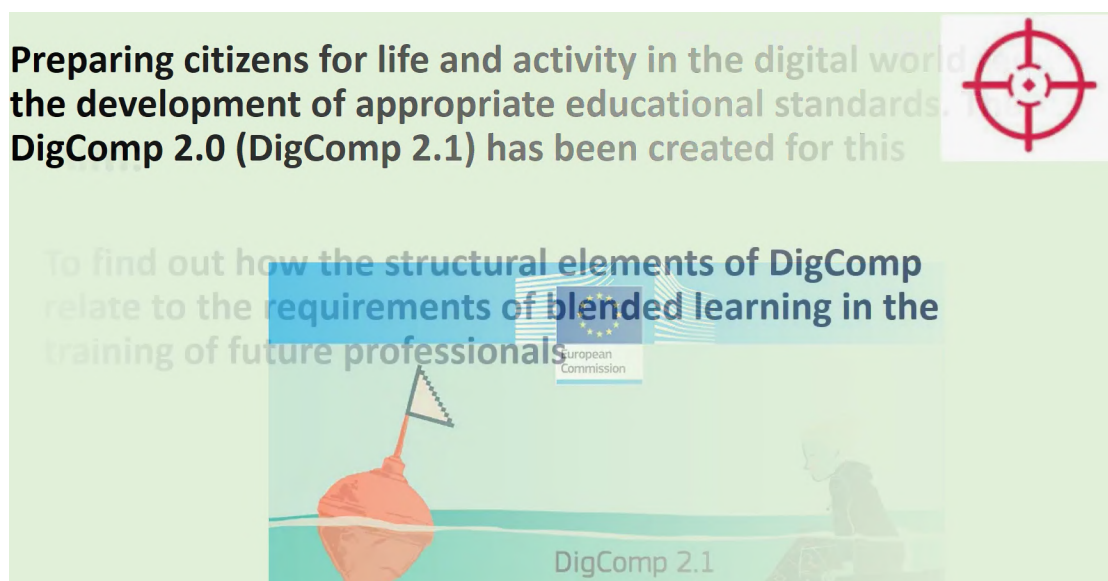 Preparing citizens for life and activity in the digital world
the development of appropriate educational standards.
DigComp 2.0 (DigComp 2.1) has been created for this
To find out how the structural elements of DigComp
relate to the requirements of blended learning in the
training of future professionals
European
Commission
DigComp 2.1